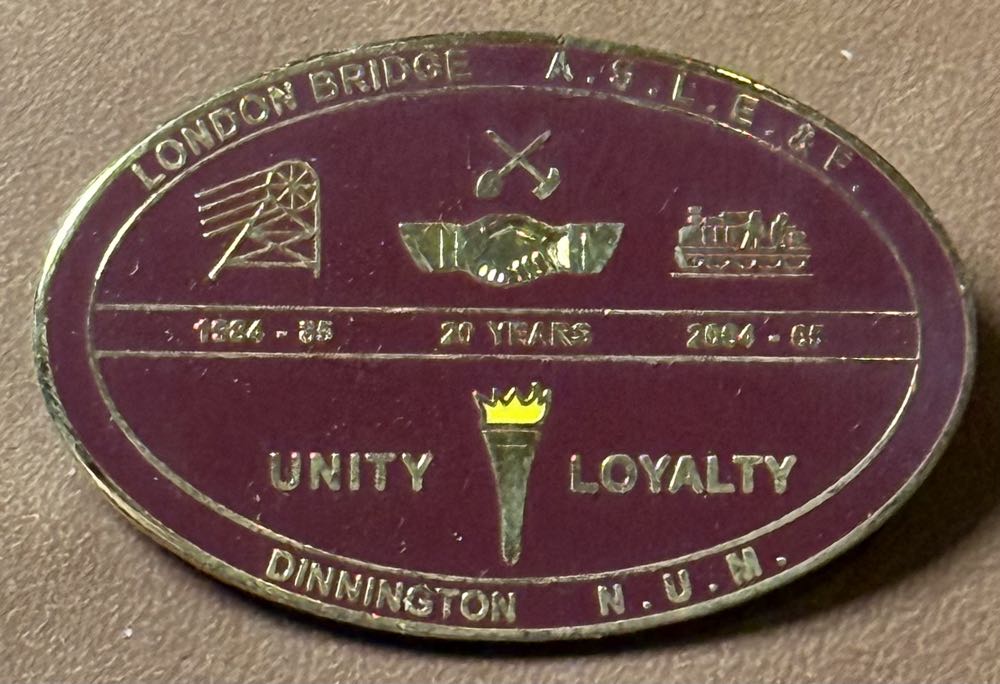 LONDON BRIDGE A.S.L.E.&F.
1984 - 85 20 YEARS 2004 - 05
UNITY LOYALTY
DINNINGTON N.U.M.